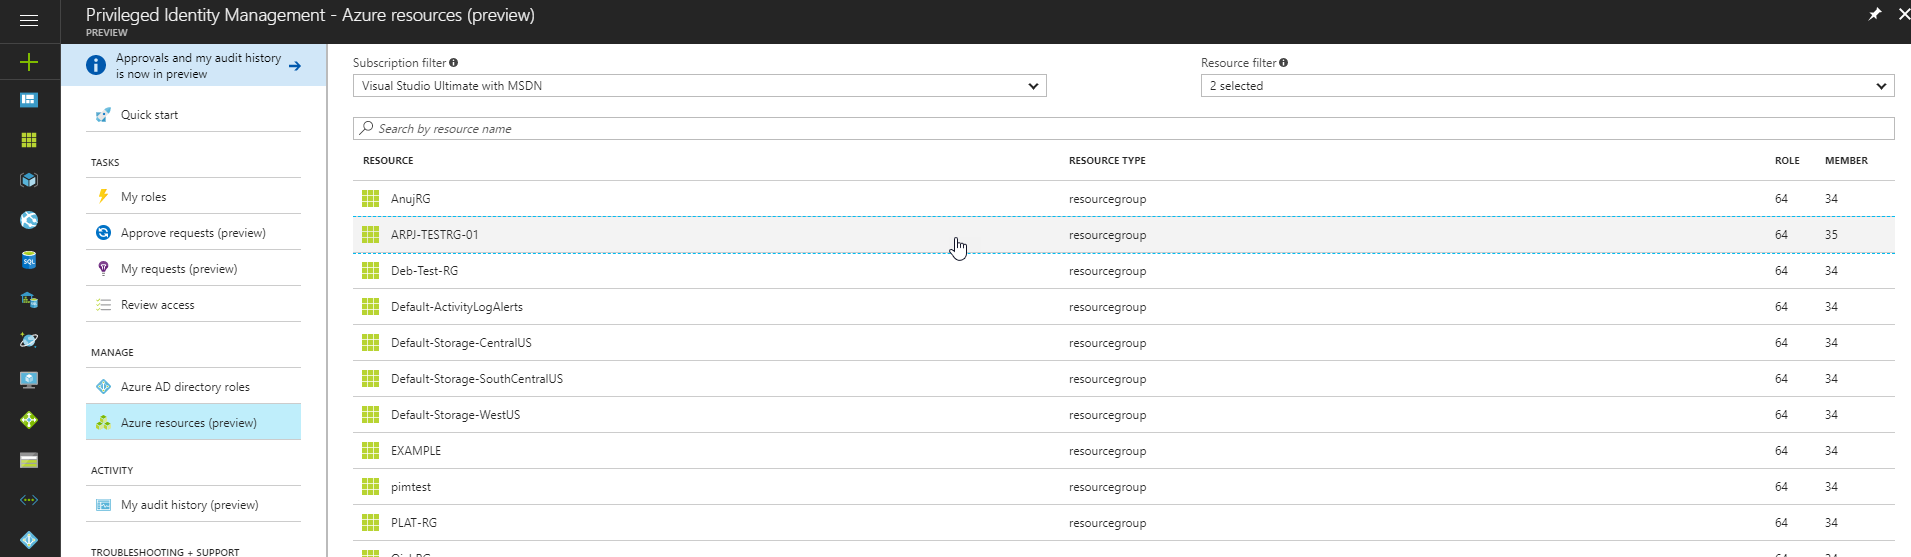 Privileged Identity Management - Azure resources (preview)
PREVIEW
Approvals and my audit history
is now in preview
Quick start
TASKS
My roles
Approve requests (preview)
My requests (preview)
Review access
MANAGE
Azure AD directory roles
Azure resources (preview)
ACTIVITY
My audit history (preview)
TROUBLESHOOTING + SUPPORT
Subscription filter
Visual Studio Ultimate with MSDN
Resource filter
2 selected
Search by resource name
RESOURCE RESOURCE TYPE ROLE MEMBER
AnujRG resourcegroup 64 34
ARPJ-TESTRG-01 resourcegroup 64 35
Deb-Test-RG resourcegroup 64 34
Default-ActivityLogAlerts resourcegroup 64 34
Default-Storage-CentralUS resourcegroup 64 34
Default-Storage-SouthCentralUS resourcegroup 64 34
Default-Storage-WestUS resourcegroup 64 34
EXAMPLE resourcegroup 64 34
pimtest resourcegroup 64 34
PLAT-RG resourcegroup 64 34